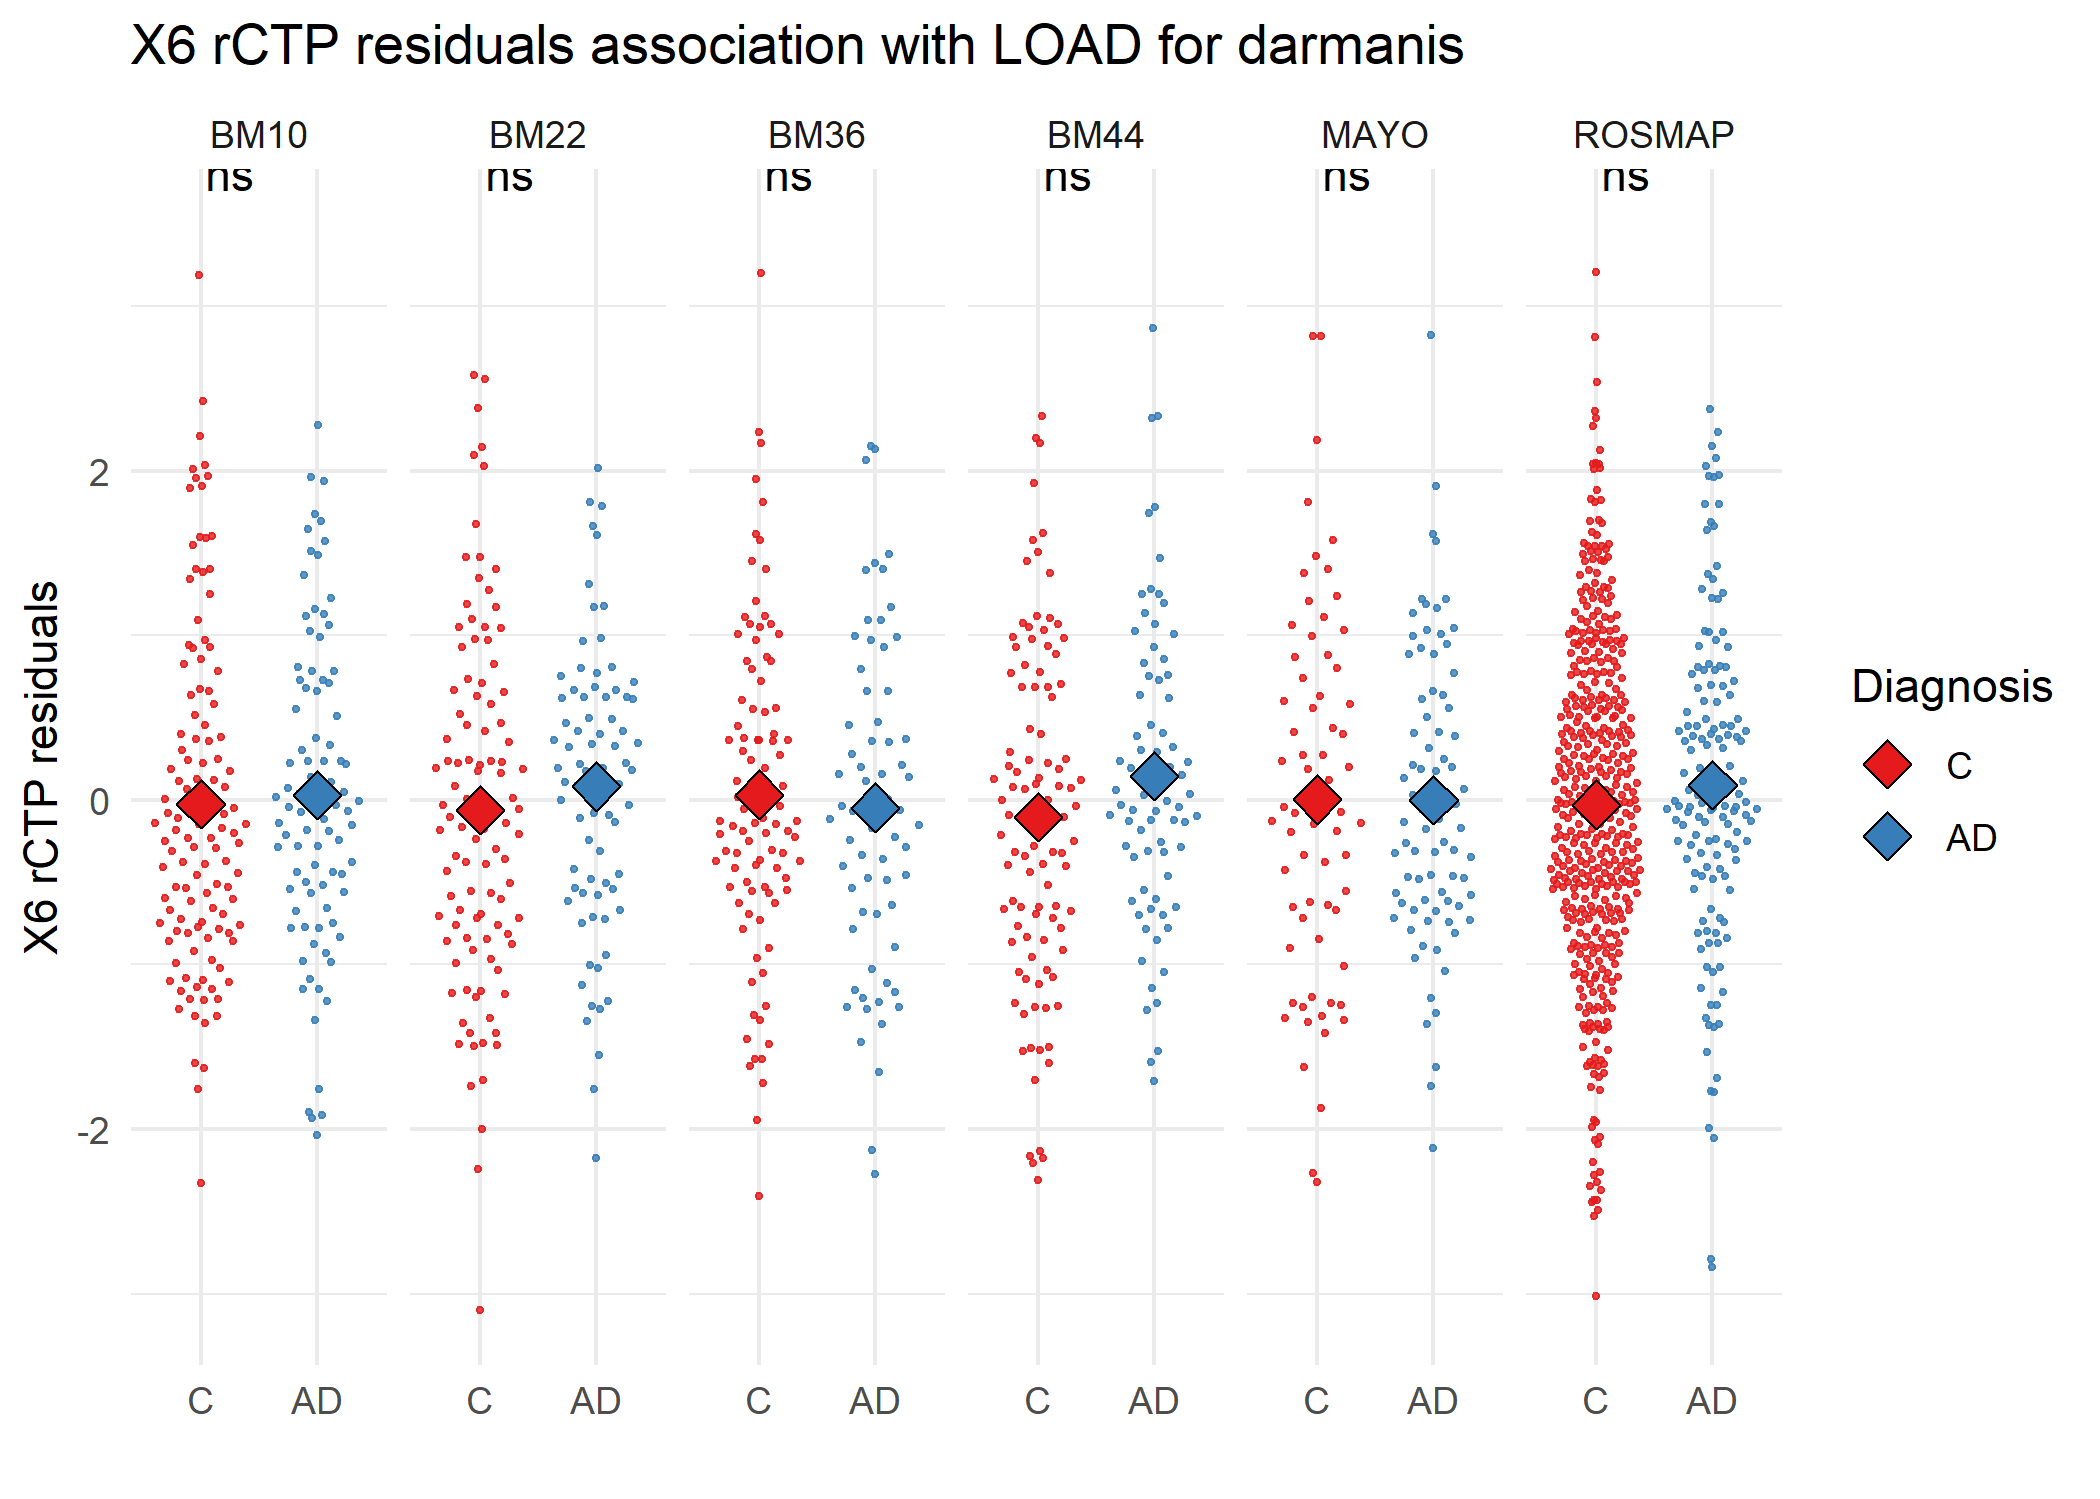 X6 rCTP residuals association with LOAD for darmanis
BM10 BM22 BM36 BM44 MAYO ROSMAP
ns ns ns ns ns ns
X6 rCTP residuals
2
0
-2
C AD C AD C AD C AD C AD C AD
Diagnosis
C
AD